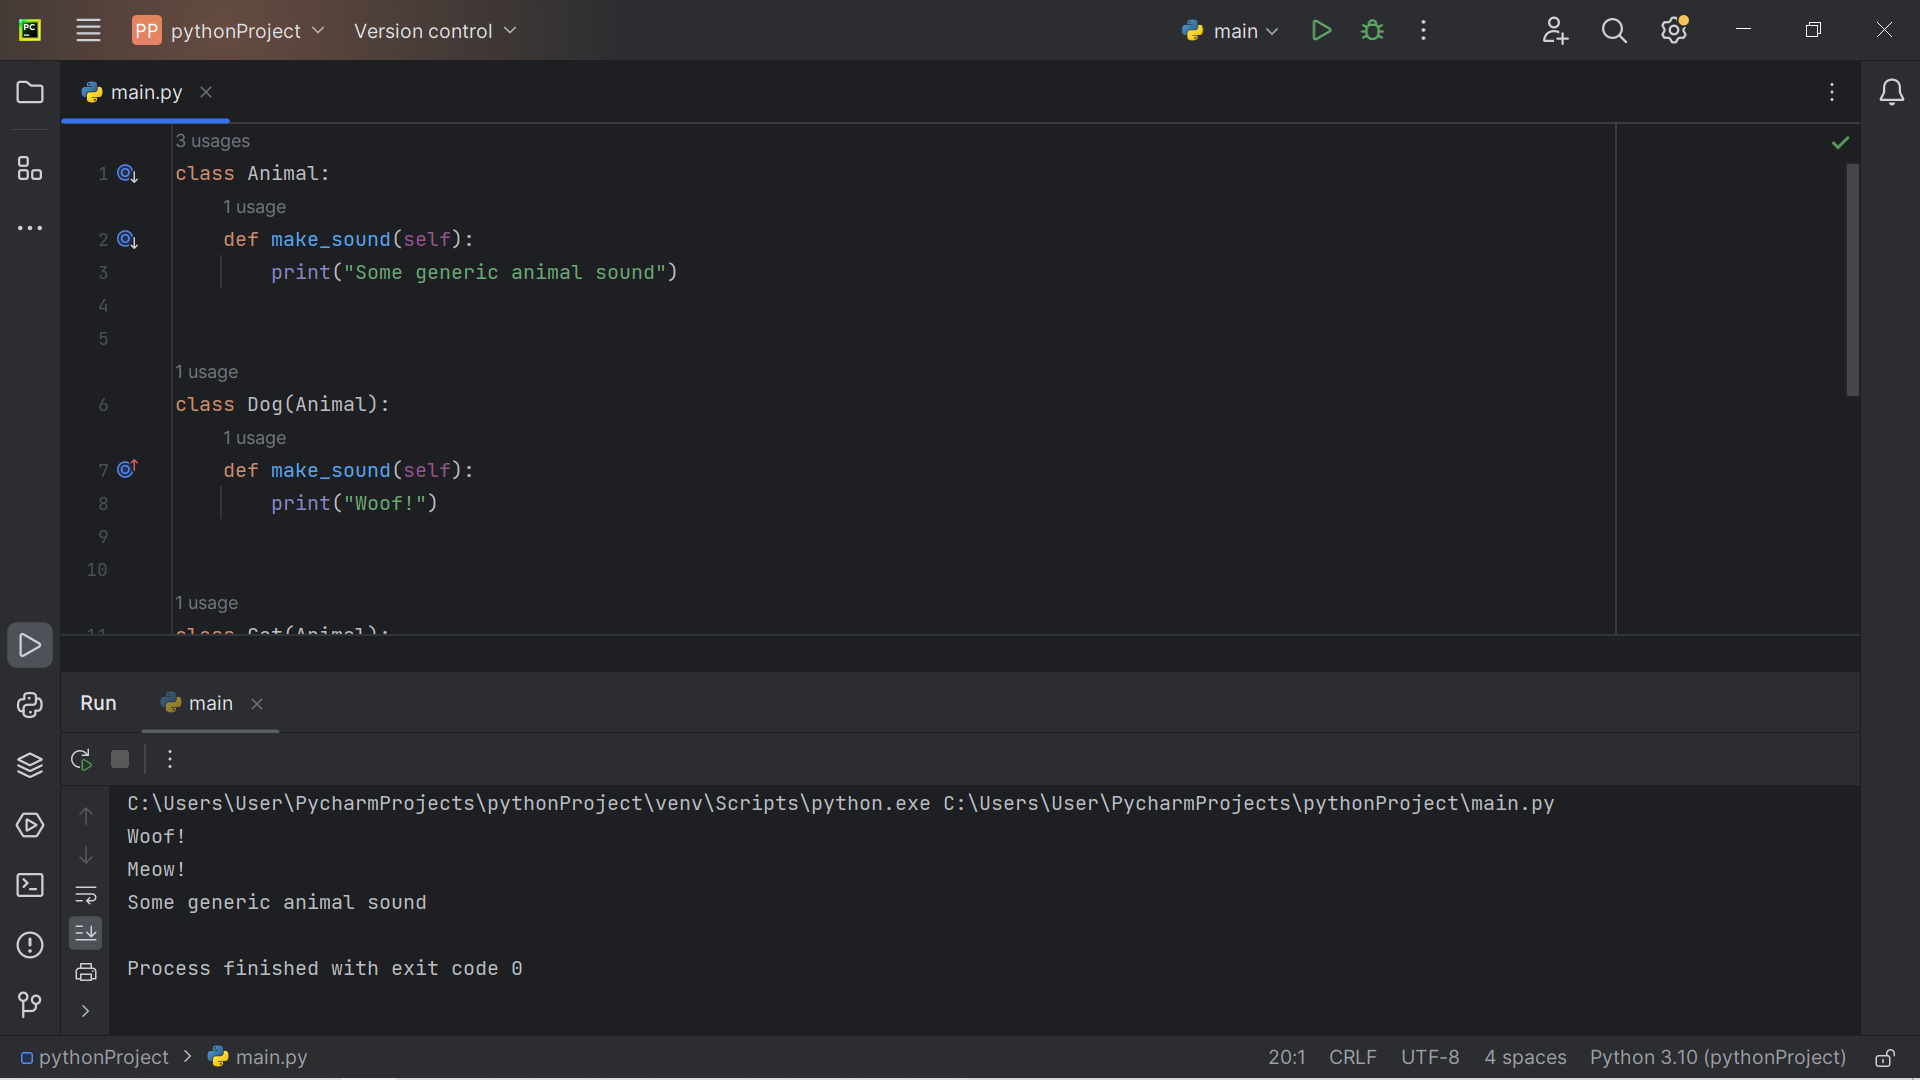 PP pythonProject Version control main
main.py
3 usages
1 class Animal:
1 usage
2 def make_sound(self):
3 print("Some generic animal sound")
4
5
1 usage
6 class Dog(Animal):
1 usage
7 def make_sound(self):
8 print("Woof!")
9
10
1 usage
11 class Cat(Animal):
Run main
C:\Users\User\PycharmProjects\pythonProject\venv\Scripts\python.exe C:\Users\User\PycharmProjects\pythonProject\main.py
Woof!
Meow!
Some generic animal sound
Process finished with exit code 0
pythonProject > main.py 20:1 CRLF UTF-8 4 spaces Python 3.10 (pythonProject)